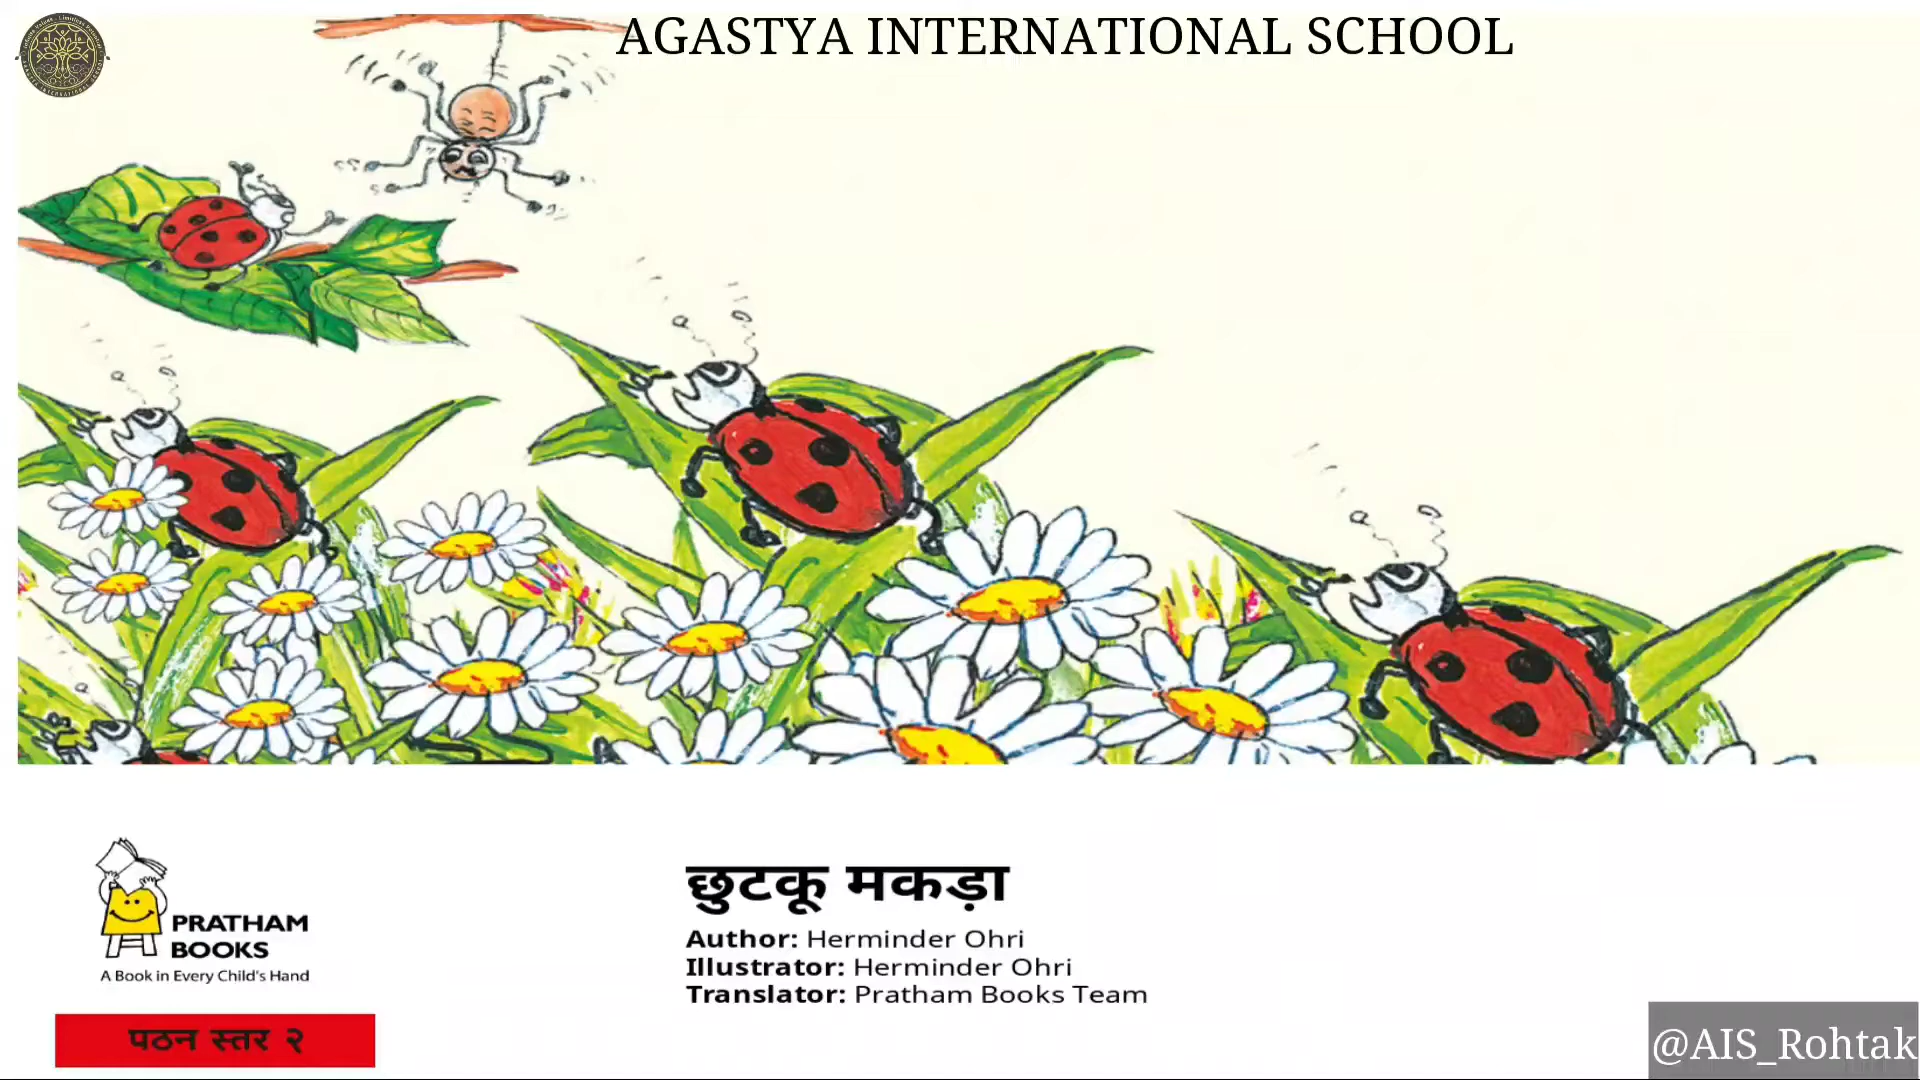 AGASTYA INTERNATIONAL SCHOOL
छुटकू मकड़ा
Author: Herminder Ohri
Illustrator: Herminder Ohri
Translator: Pratham Books Team
PRATHAM
BOOKS
A Book in Every Child's Hand
पठन स्तर २
@AIS_Rohtak